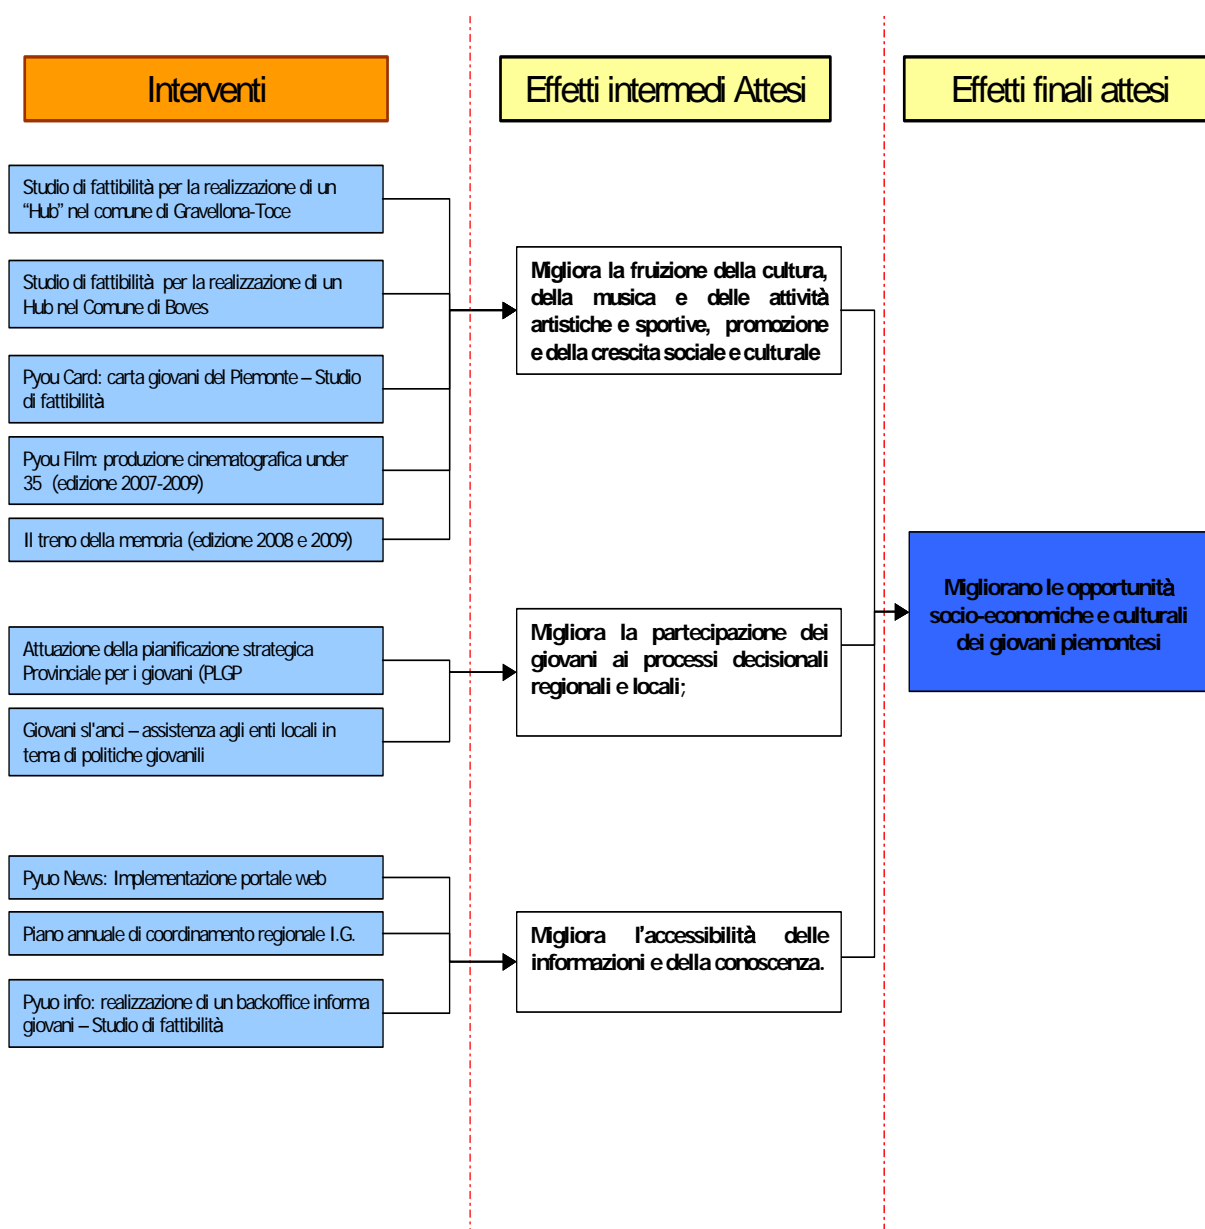 Interventi
Effetti intermedi Attesi
Effetti finali attesi
Studio di fattibilità per la realizzazione di un
“Hub” nel comune di Gravellona-Toce
Studio di fattibilità per la realizzazione di un
Hub nel Comune di Boves
Pyou Card: carta giovani del Piemonte – Studio
di fattibilità
Pyou Film: produzione cinematografica under
35 (edizione 2007-2009)
Il treno della memoria (edizione 2008 e 2009)
Migliora la fruizione della cultura,
della musica e delle attività
artistiche e sportive, promozione
e della crescita sociale e culturale
Attuazione della pianificazione strategica
Provinciale per i giovani (PLGP
Giovani sl'anci – assistenza agli enti locali in
tema di politiche giovanili
Migliora la partecipazione dei
giovani ai processi decisionali
regionali e locali;
Migliorano le opportunità
socio-economiche e culturali
dei giovani piemontesi
Pyuo News: Implementazione portale web
Piano annuale di coordinamento regionale I.G.
Pyuo info: realizzazione di un backoffice informa
giovani – Studio di fattibilità
Migliora l’accessibilità delle
informazioni e della conoscenza.